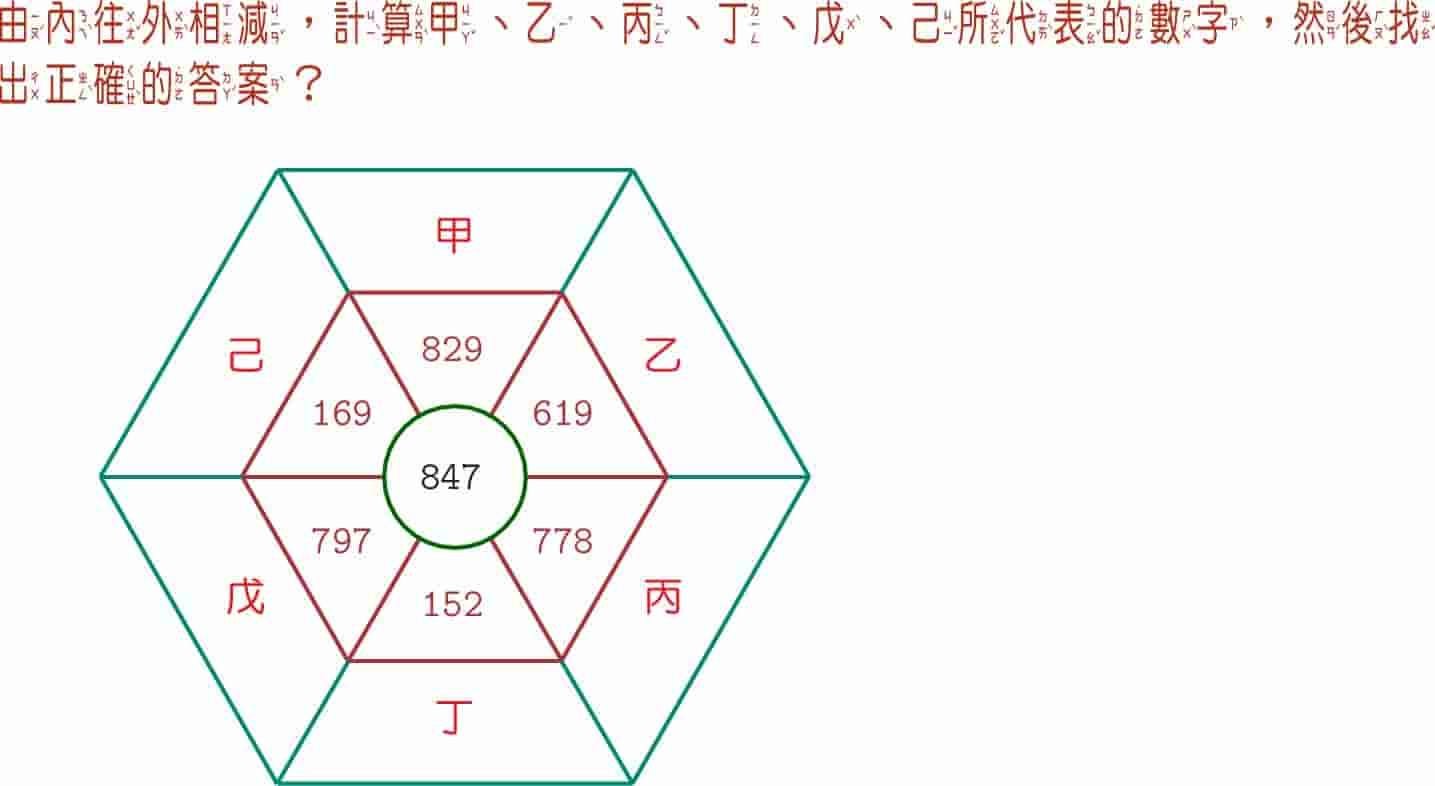 由內往外相減，計算甲、乙、丙、丁、戊、己所代表的數字，然後找
出正確的答案？
甲
己
829
乙
169
619
847
797
778
戊
152
丙
丁